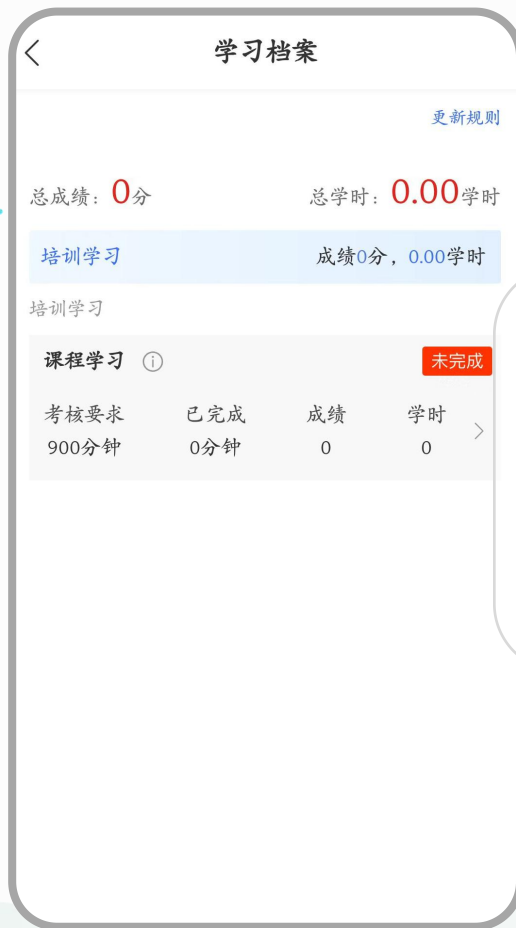 学习档案
更新规则
总成绩：0分 总学时：0.00学时
培训学习 成绩0分，0.00学时
培训学习
课程学习 未完成
考核要求 已完成 成绩 学时
900分钟 0分钟 0 0